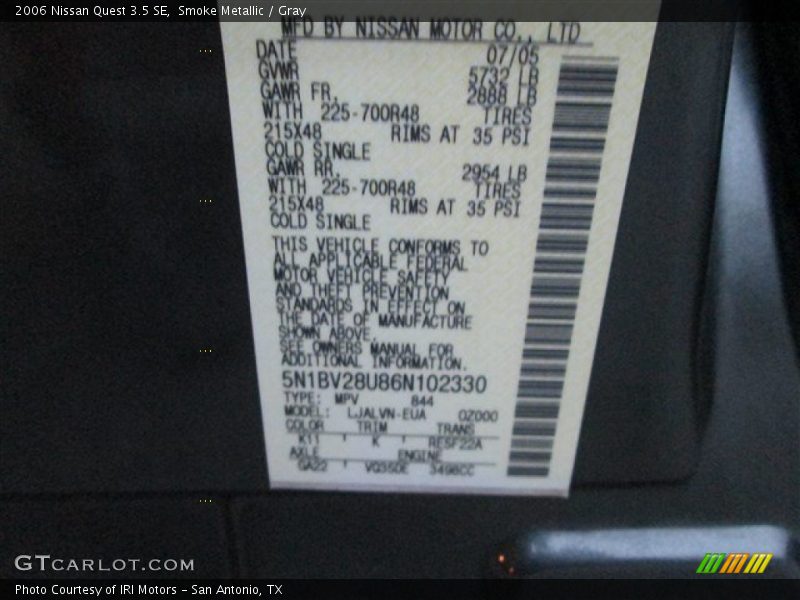 2006 Nissan Quest 3.5 SE, Smoke Metallic / Gray
MFD BY NISSAN MOTOR CO., LTD
DATE 07/05
GVWR 5732 LB
GAWR FR. 2888 LB
WITH 225-700R48 TIRES
215X48 RIMS AT 35 PSI
COLD SINGLE
GAWR RR. 2954 LB
WITH 225-700R48 TIRES
215X48 RIMS AT 35 PSI
COLD SINGLE
THIS VEHICLE CONFORMS TO
ALL APPLICABLE FEDERAL
MOTOR VEHICLE SAFETY
AND THEFT PREVENTION
STANDARDS IN EFFECT ON
THE DATE OF MANUFACTURE
SHOWN ABOVE.
SEE OWNERS MANUAL FOR
ADDITIONAL INFORMATION.
5N1BV28U86N102330
TYPE: MPV 844
MODEL: LJALVN-EUA 0Z000
COLOR TRIM TRANS
K11 K RE5F22A
AXLE ENGINE
GA22 VQ35DE 3498CC
GTCARLOT.COM
Photo Courtesy of IRI Motors – San Antonio, TX